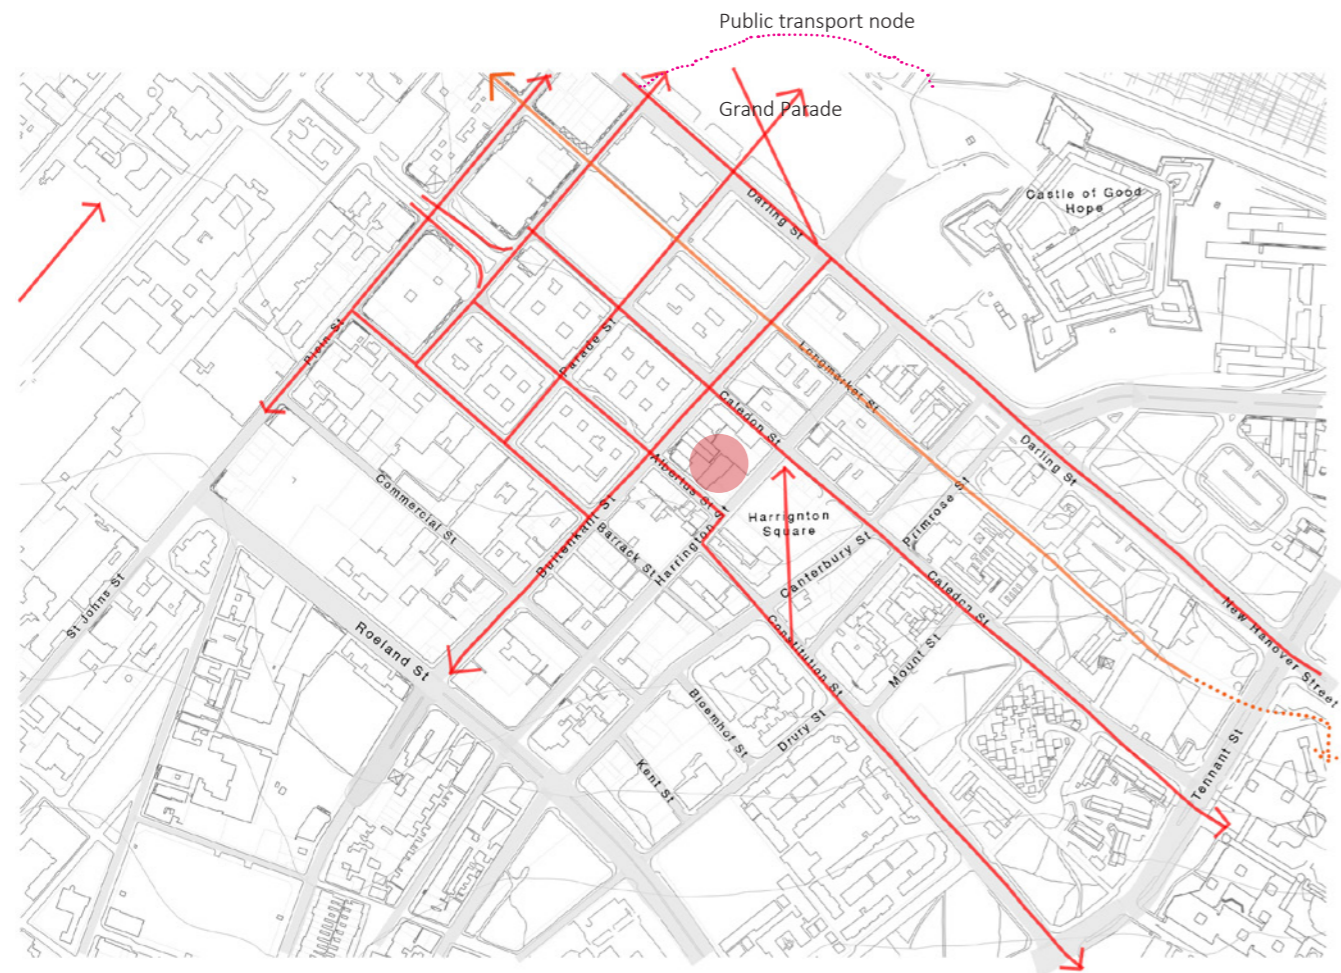 Public transport node
Grand Parade
Castle of Good
Hope
Darling St
Plein St
Parade St
Longmarket St
Caledon St
Albertus St
Darling St
Commercial St
Buitenkant St
Harrignton
Square
Primrose St
Barrack St
Harrington St
Canterbury St
Caledon St
St Johns St
Roeland St
Constitution St
Mount St
New Hanover Street
Bloemhof St
Drury St
Kent St
Tennant St